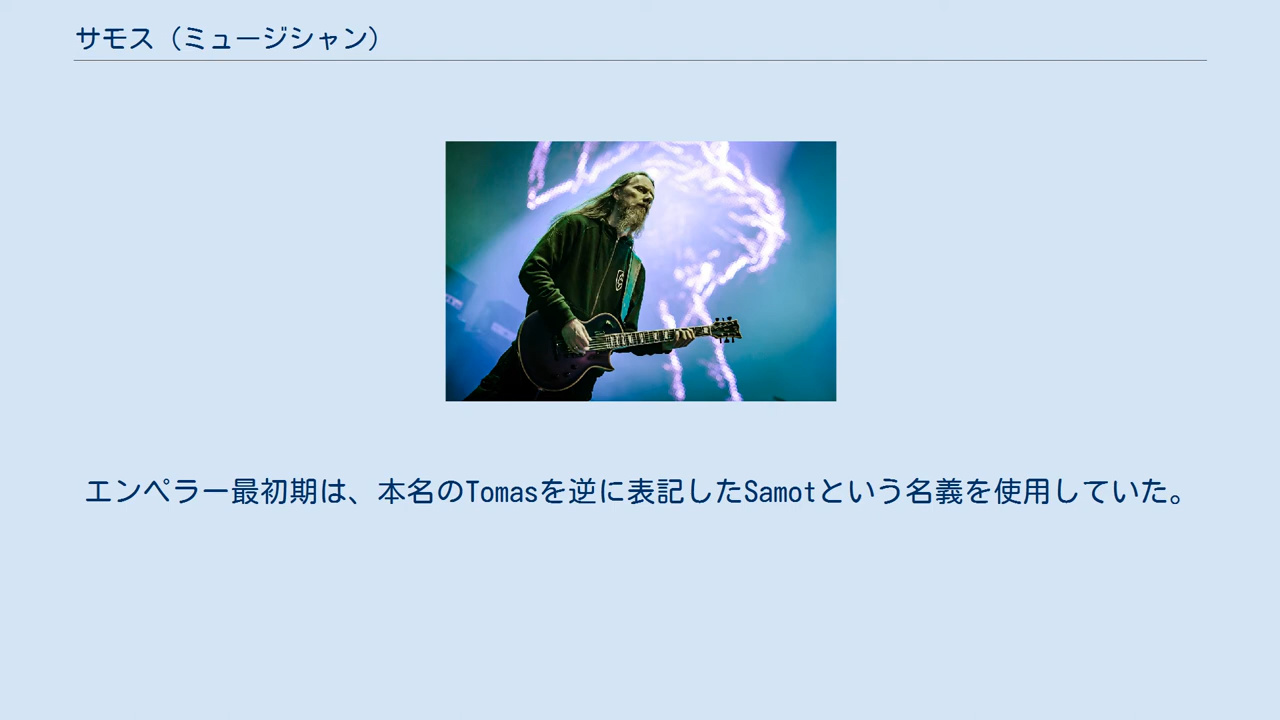 サモス（ミュージシャン）
エンペラー最初期は、本名のTomasを逆に表記したSamotという名義を使用していた。